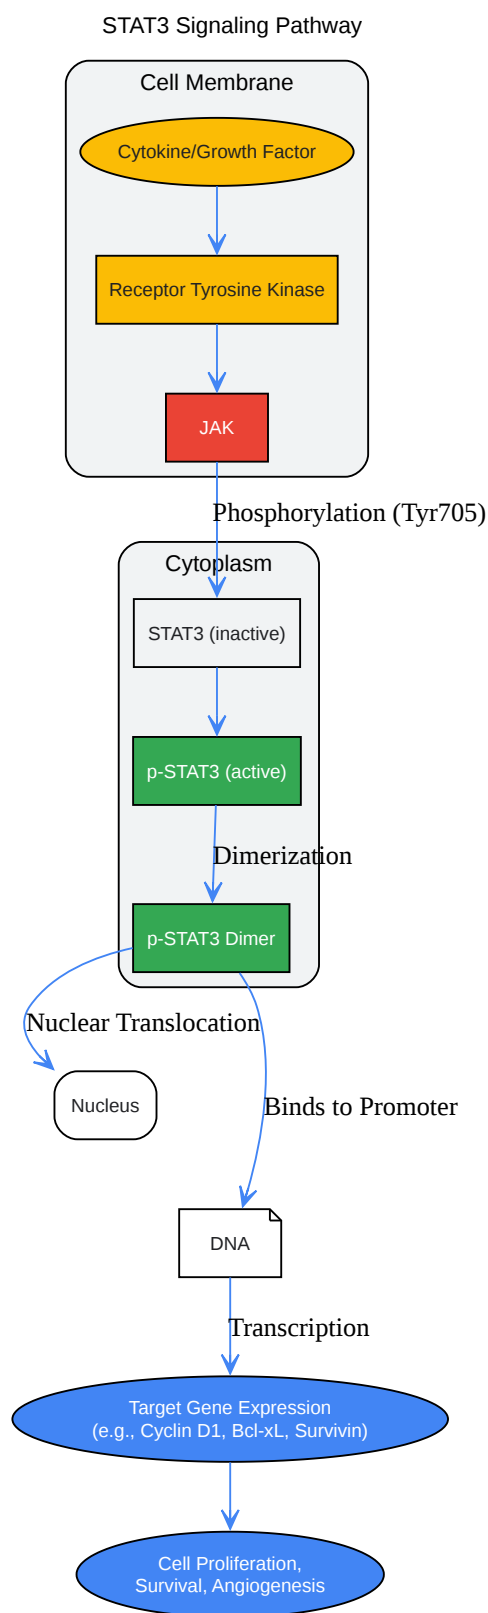 STAT3 Signaling Pathway
Cell Membrane
Cytokine/Growth Factor
Receptor Tyrosine Kinase
JAK
Phosphorylation (Tyr705)
Cytoplasm
STAT3 (inactive)
p-STAT3 (active)
Dimerization
p-STAT3 Dimer
Nuclear Translocation
Nucleus
Binds to Promoter
DNA
Transcription
Target Gene Expression
(e.g., Cyclin D1, Bcl-xL, Survivin)
Cell Proliferation,
Survival, Angiogenesis